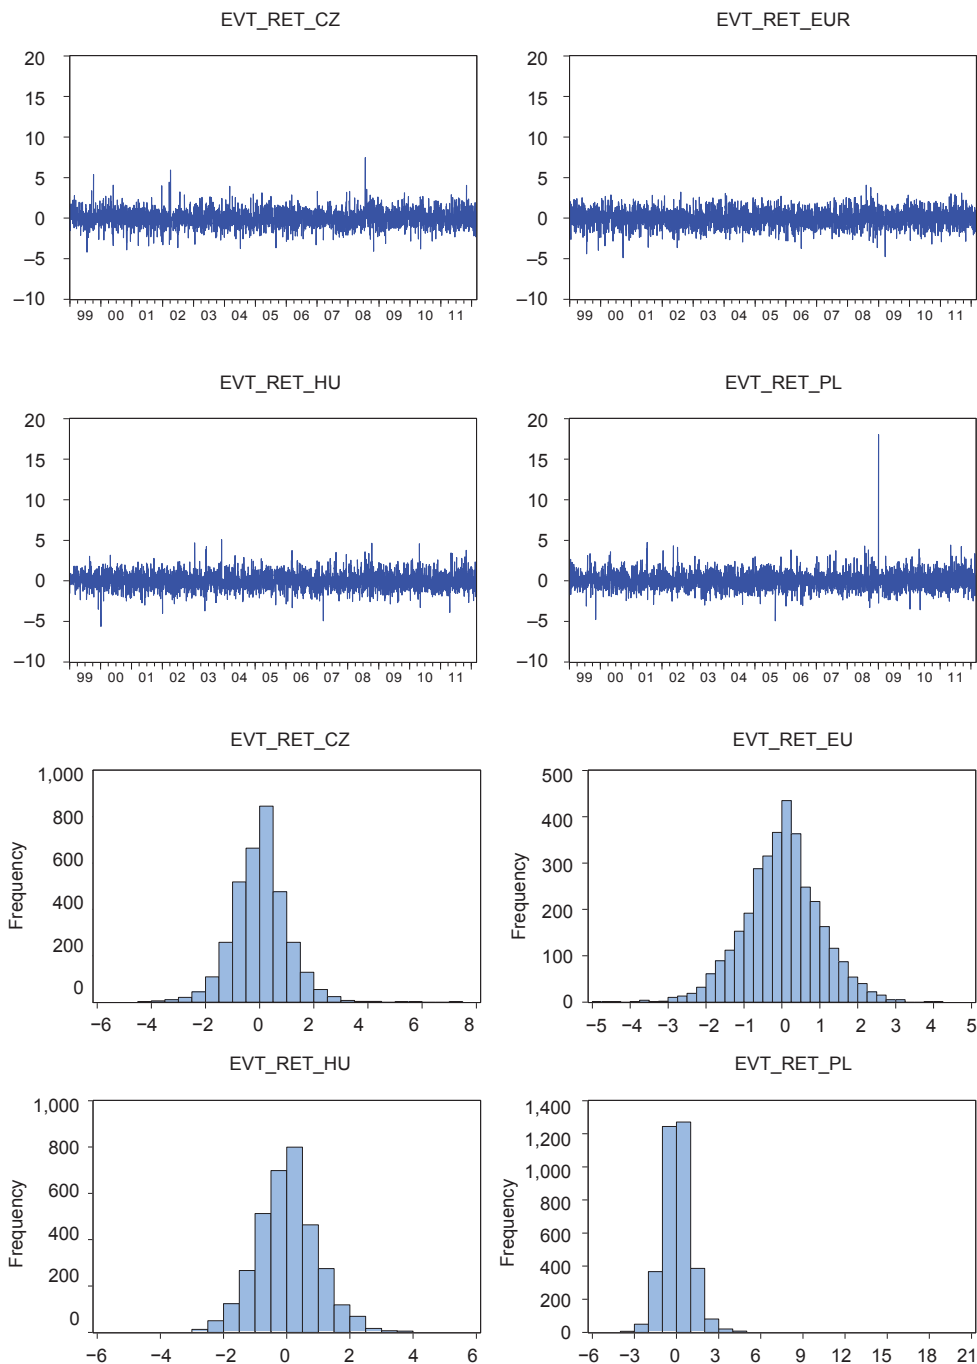 EVT_RET_CZ
20
15
10
5
0
−5
−10
99 00 01 02 03 04 05 06 07 08 09 10 11
EVT_RET_EUR
20
15
10
5
0
−5
−10
99 00 01 02 03 04 05 06 07 08 09 10 11
EVT_RET_HU
20
15
10
5
0
−5
−10
99 00 01 02 03 04 05 06 07 08 09 10 11
EVT_RET_PL
20
15
10
5
0
−5
−10
99 00 01 02 03 04 05 06 07 08 09 10 11
EVT_RET_CZ
Frequency
1,000
800
600
400
200
0
−6 −4 −2 0 2 4 6 8
EVT_RET_EU
Frequency
500
400
300
200
100
0
−5 −4 −3 −2 −1 0 1 2 3 4 5
EVT_RET_HU
Frequency
1,000
800
600
400
200
0
−6 −4 −2 0 2 4 6
EVT_RET_PL
Frequency
1,400
1,200
1,000
800
600
400
200
0
−6 −3 0 3 6 9 12 15 18 21